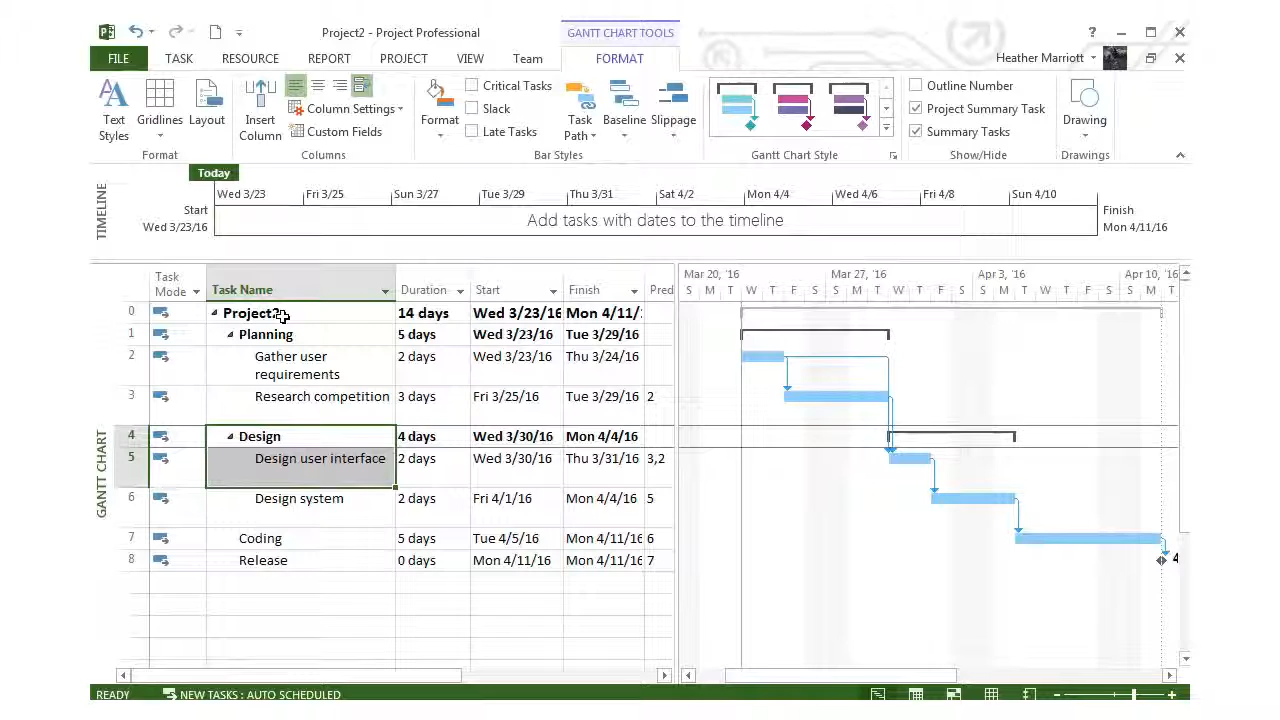 Project2 - Project Professional
GANTT CHART TOOLS
?
FILE TASK RESOURCE REPORT VIEW Team FORMAT
Heather Marriott
Text Styles
Gridlines
Layout
Format
Insert Column
Column Settings
Custom Fields
Columns
Format
Critical Tasks
Slack
Late Tasks
Task Path
Baseline
Slippage
Bar Styles
Gantt Chart Style
Outline Number
Project Summary Task
Summary Tasks
Show/Hide
Drawing
Drawings
Today
TIMELINE
Wed 3/23 Fri 3/25 Sun 3/27 Tue 3/29 Thu 3/31 Sat 4/2 Mon 4/4 Wed 4/6 Fri 4/8 Sun 4/10
Start
Wed 3/23/16
Add tasks with dates to the timeline
Finish
Mon 4/11/16
GANTT CHART
Task Mode Task Name Duration Start Finish Pred
Mar 20, '16 Mar 27, '16 Apr 3, '16 Apr 10, '16
S M T W T F S S M T W T F S S M T W T F S S M T
0 Project2 14 days Wed 3/23/16 Mon 4/11/
1 Planning 5 days Wed 3/23/16 Tue 3/29/16
2 Gather user requirements 2 days Wed 3/23/16 Thu 3/24/16
3 Research competition 3 days Fri 3/25/16 Tue 3/29/16 2
4 Design 4 days Wed 3/30/16 Mon 4/4/16
5 Design user interface 2 days Wed 3/30/16 Thu 3/31/16 3,2
6 Design system 2 days Fri 4/1/16 Mon 4/4/16 5
7 Coding 5 days Tue 4/5/16 Mon 4/11/16 6
8 Release 0 days Mon 4/11/16 Mon 4/11/16 7
4
READY NEW TASKS : AUTO SCHEDULED